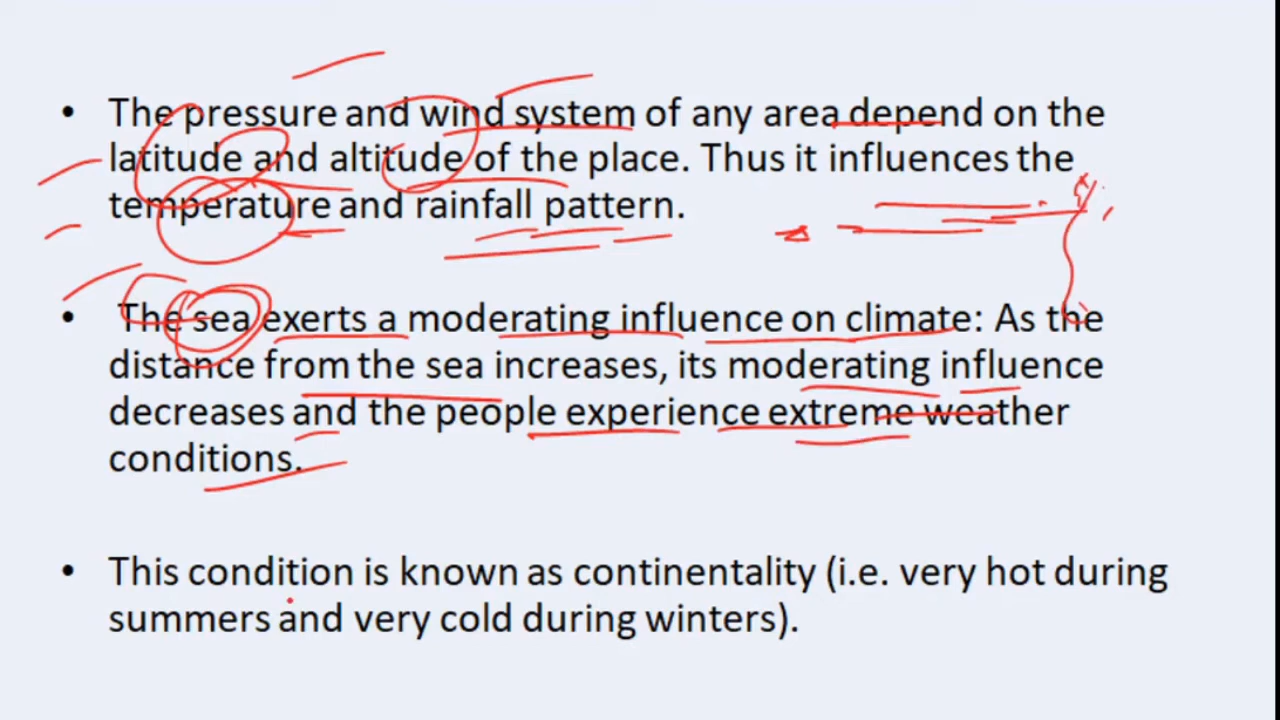 • The pressure and wind system of any area depend on the
latitude and altitude of the place. Thus it influences the
temperature and rainfall pattern.
• The sea exerts a moderating influence on climate: As the
distance from the sea increases, its moderating influence
decreases and the people experience extreme weather
conditions.
• This condition is known as continentality (i.e. very hot during
summers and very cold during winters).